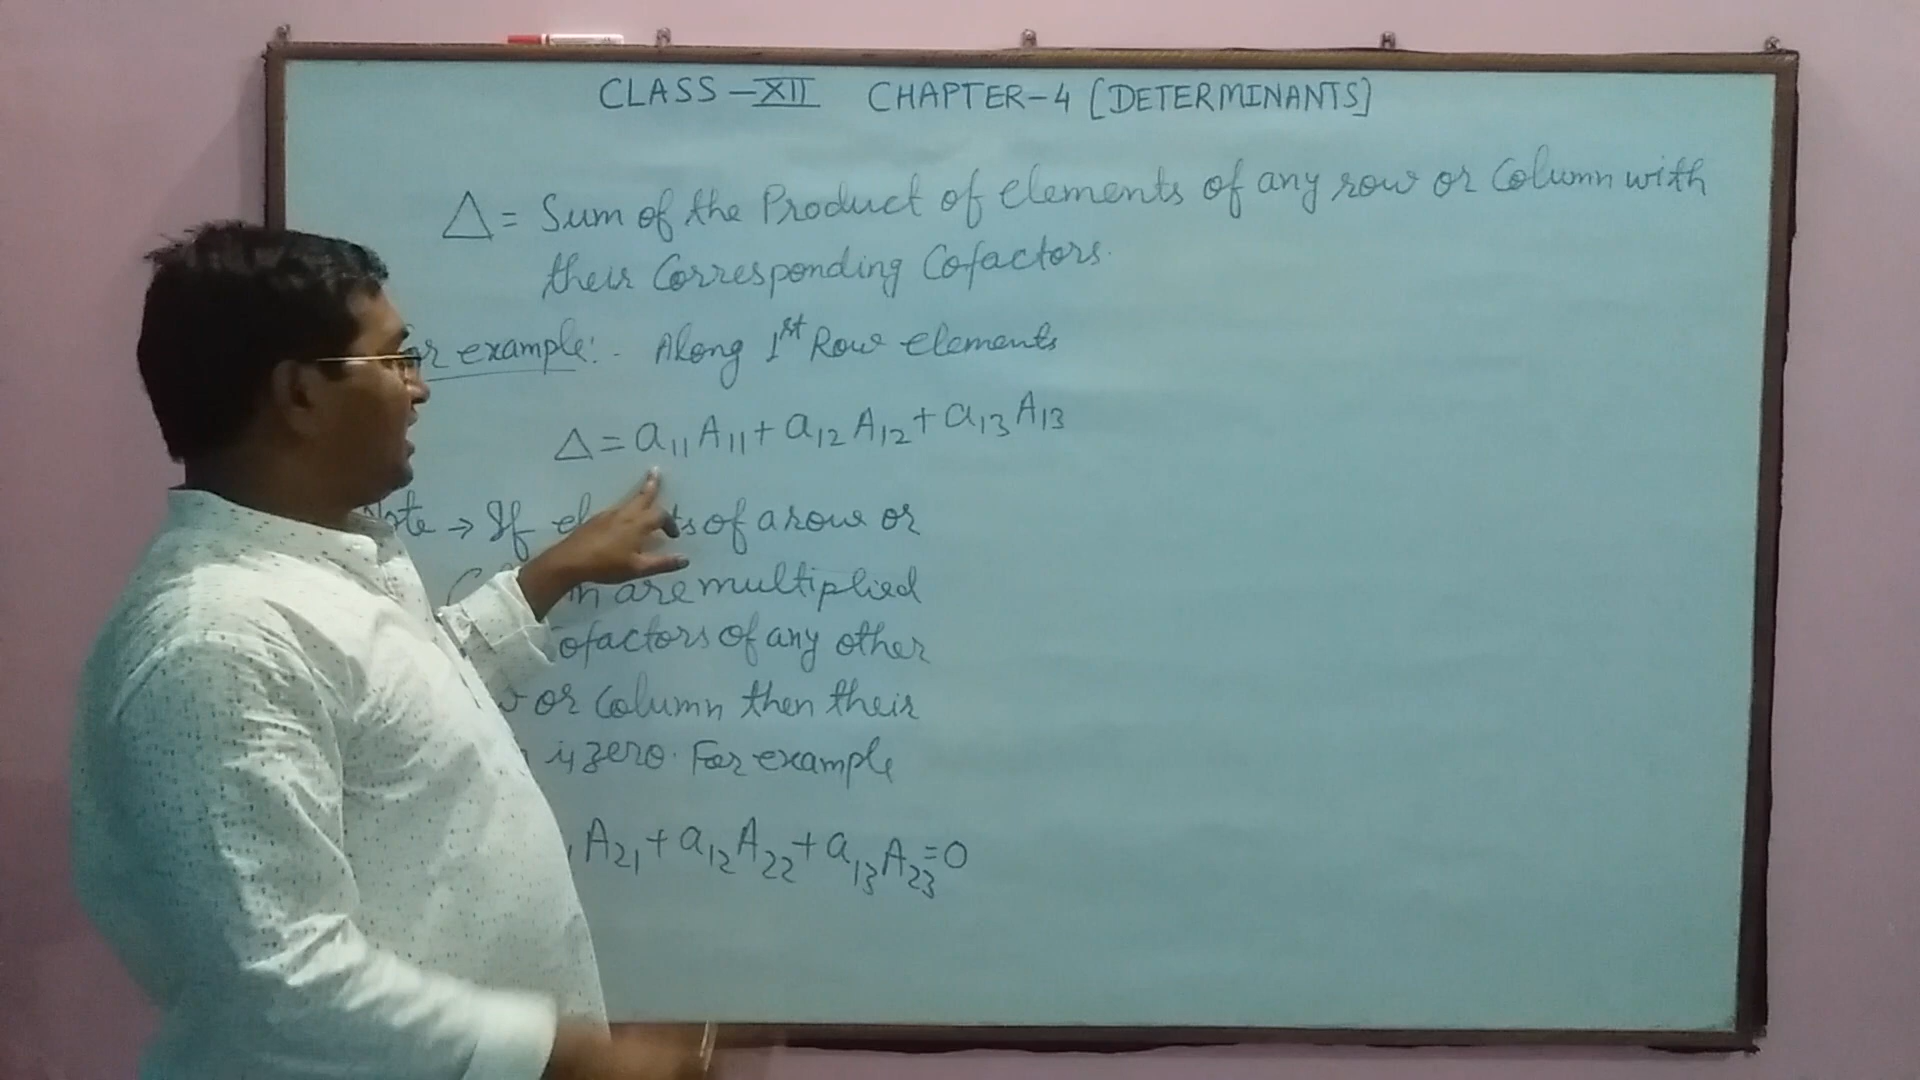 CLASS - XII CHAPTER-4 [DETERMINANTS]
Δ = Sum of the Product of elements of any row or Column with
their Corresponding Cofactors.
example:- Along 1st Row elements
Δ = a11 A11 + a12 A12 + a13 A13
→ If of a row or
are multiplied
of any other
or Column then their
is zero. For example
A21 + a12 A22 + a13 A23 = 0